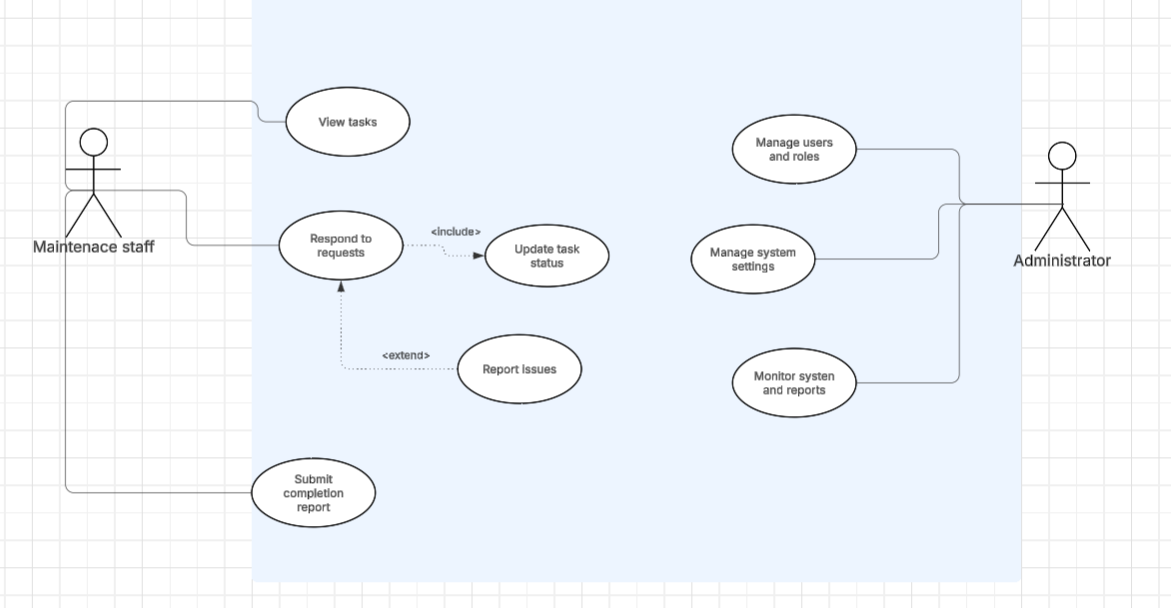 View tasks
Manage users
and roles
Maintenace staff
Respond to
requests
<include>
Update task
status
Manage system
settings
Administrator
<extend>
Report issues
Monitor systen
and reports
Submit
completion
report